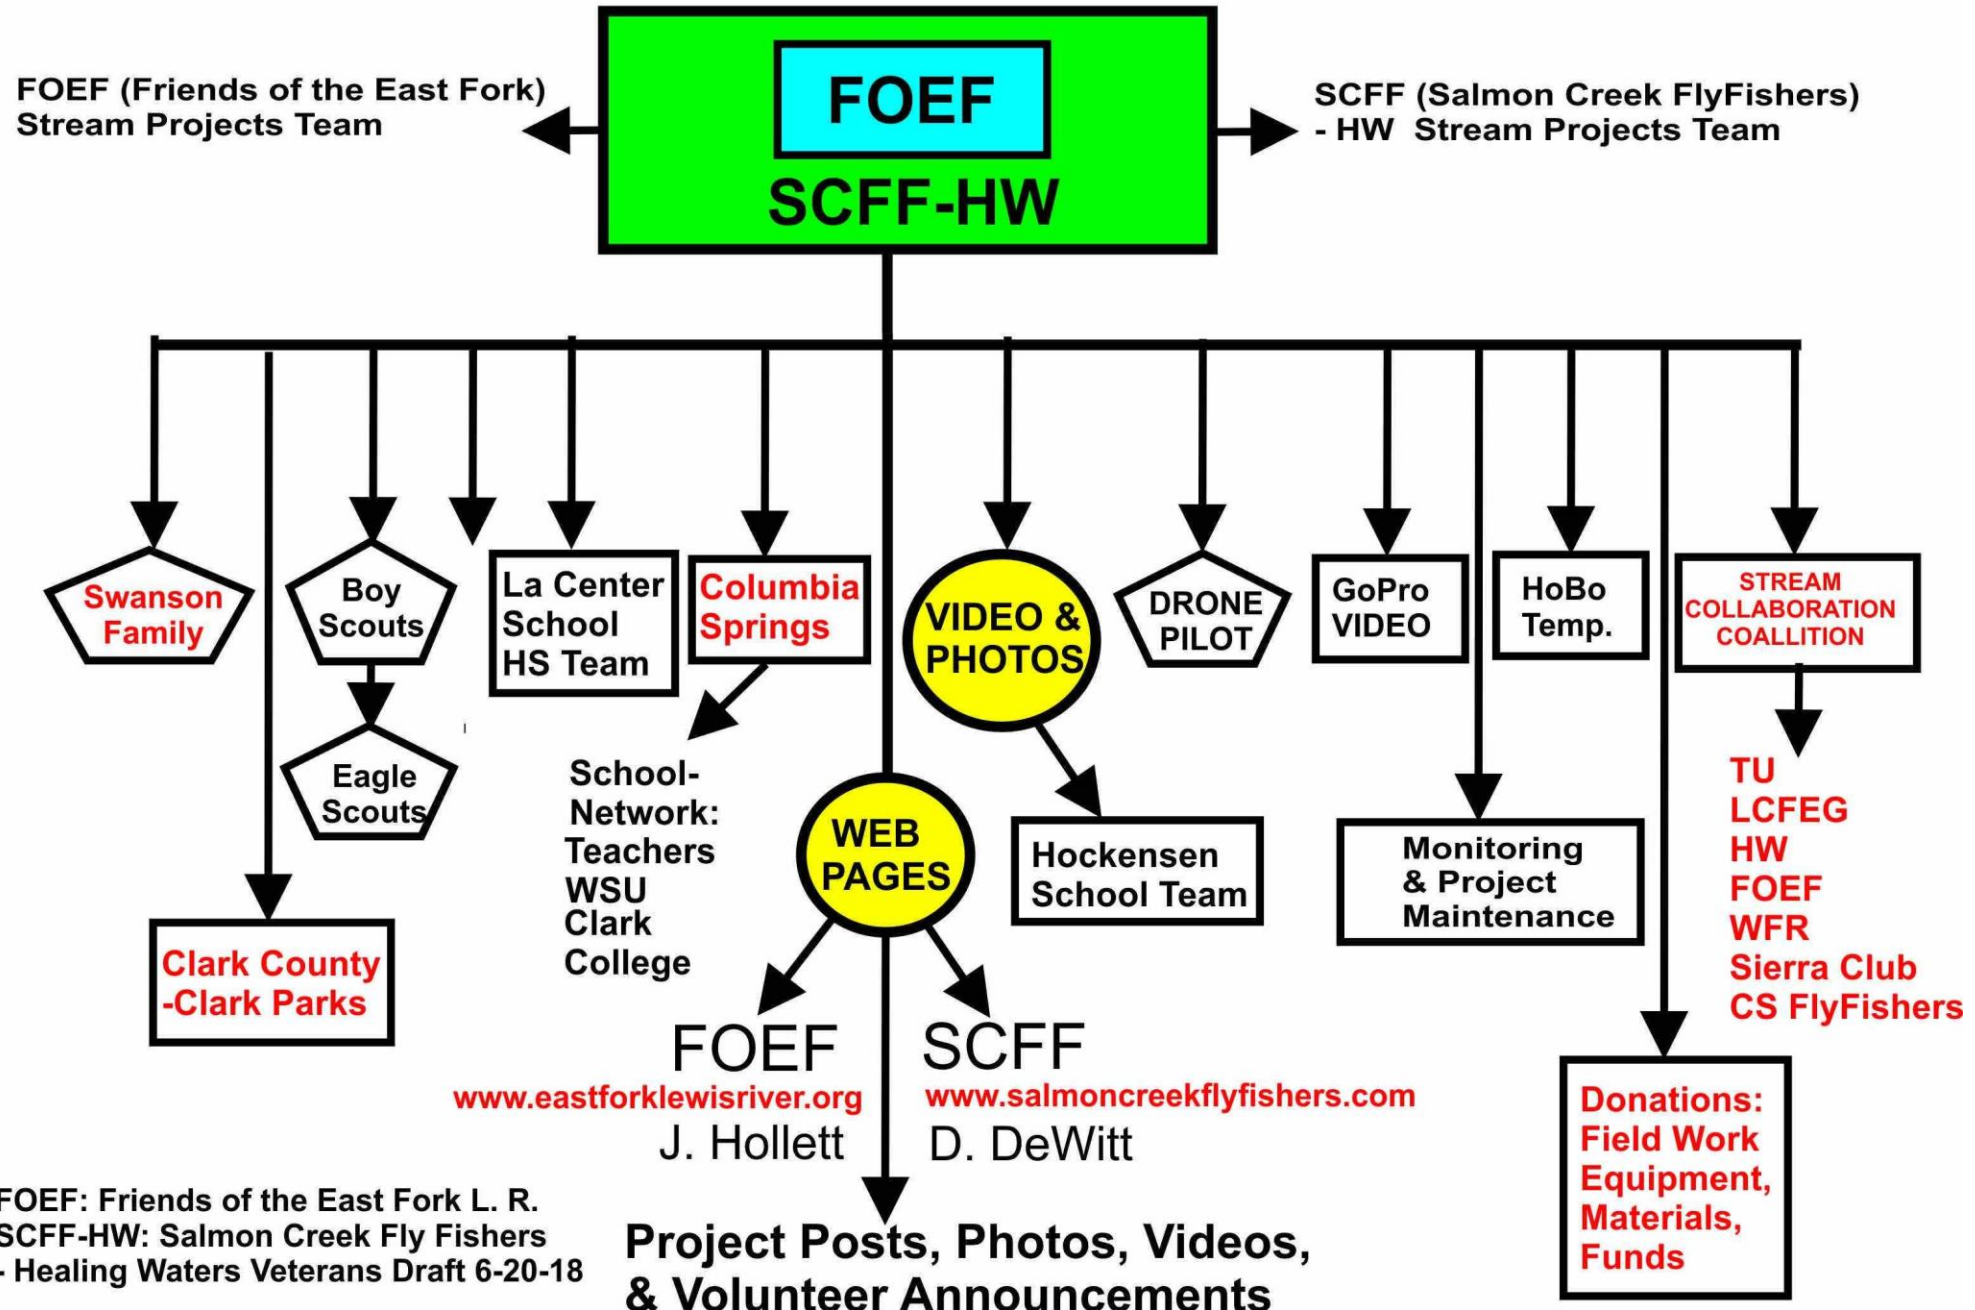 FOEF (Friends of the East Fork)
Stream Projects Team
FOEF
SCFF-HW
SCFF (Salmon Creek FlyFishers)
- HW Stream Projects Team
Swanson
Family
Boy
Scouts
Eagle
Scouts
La Center
School
HS Team
Columbia
Springs
VIDEO &
PHOTOS
DRONE
PILOT
GoPro
VIDEO
HoBo
Temp.
STREAM
COLLABORATION
COALLITION
School-
Network:
Teachers
WSU
Clark
College
WEB
PAGES
Hockensen
School Team
Monitoring
& Project
Maintenance
TU
LCFEG
HW
FOEF
WFR
Sierra Club
CS FlyFishers
Clark County
-Clark Parks
FOEF
www.eastforklewisriver.org
J. Hollett
SCFF
www.salmoncreekflyfishers.com
D. DeWitt
Donations:
Field Work
Equipment,
Materials,
Funds
FOEF: Friends of the East Fork L. R.
SCFF-HW: Salmon Creek Fly Fishers
- Healing Waters Veterans Draft 6-20-18
Project Posts, Photos, Videos,
& Volunteer Announcements